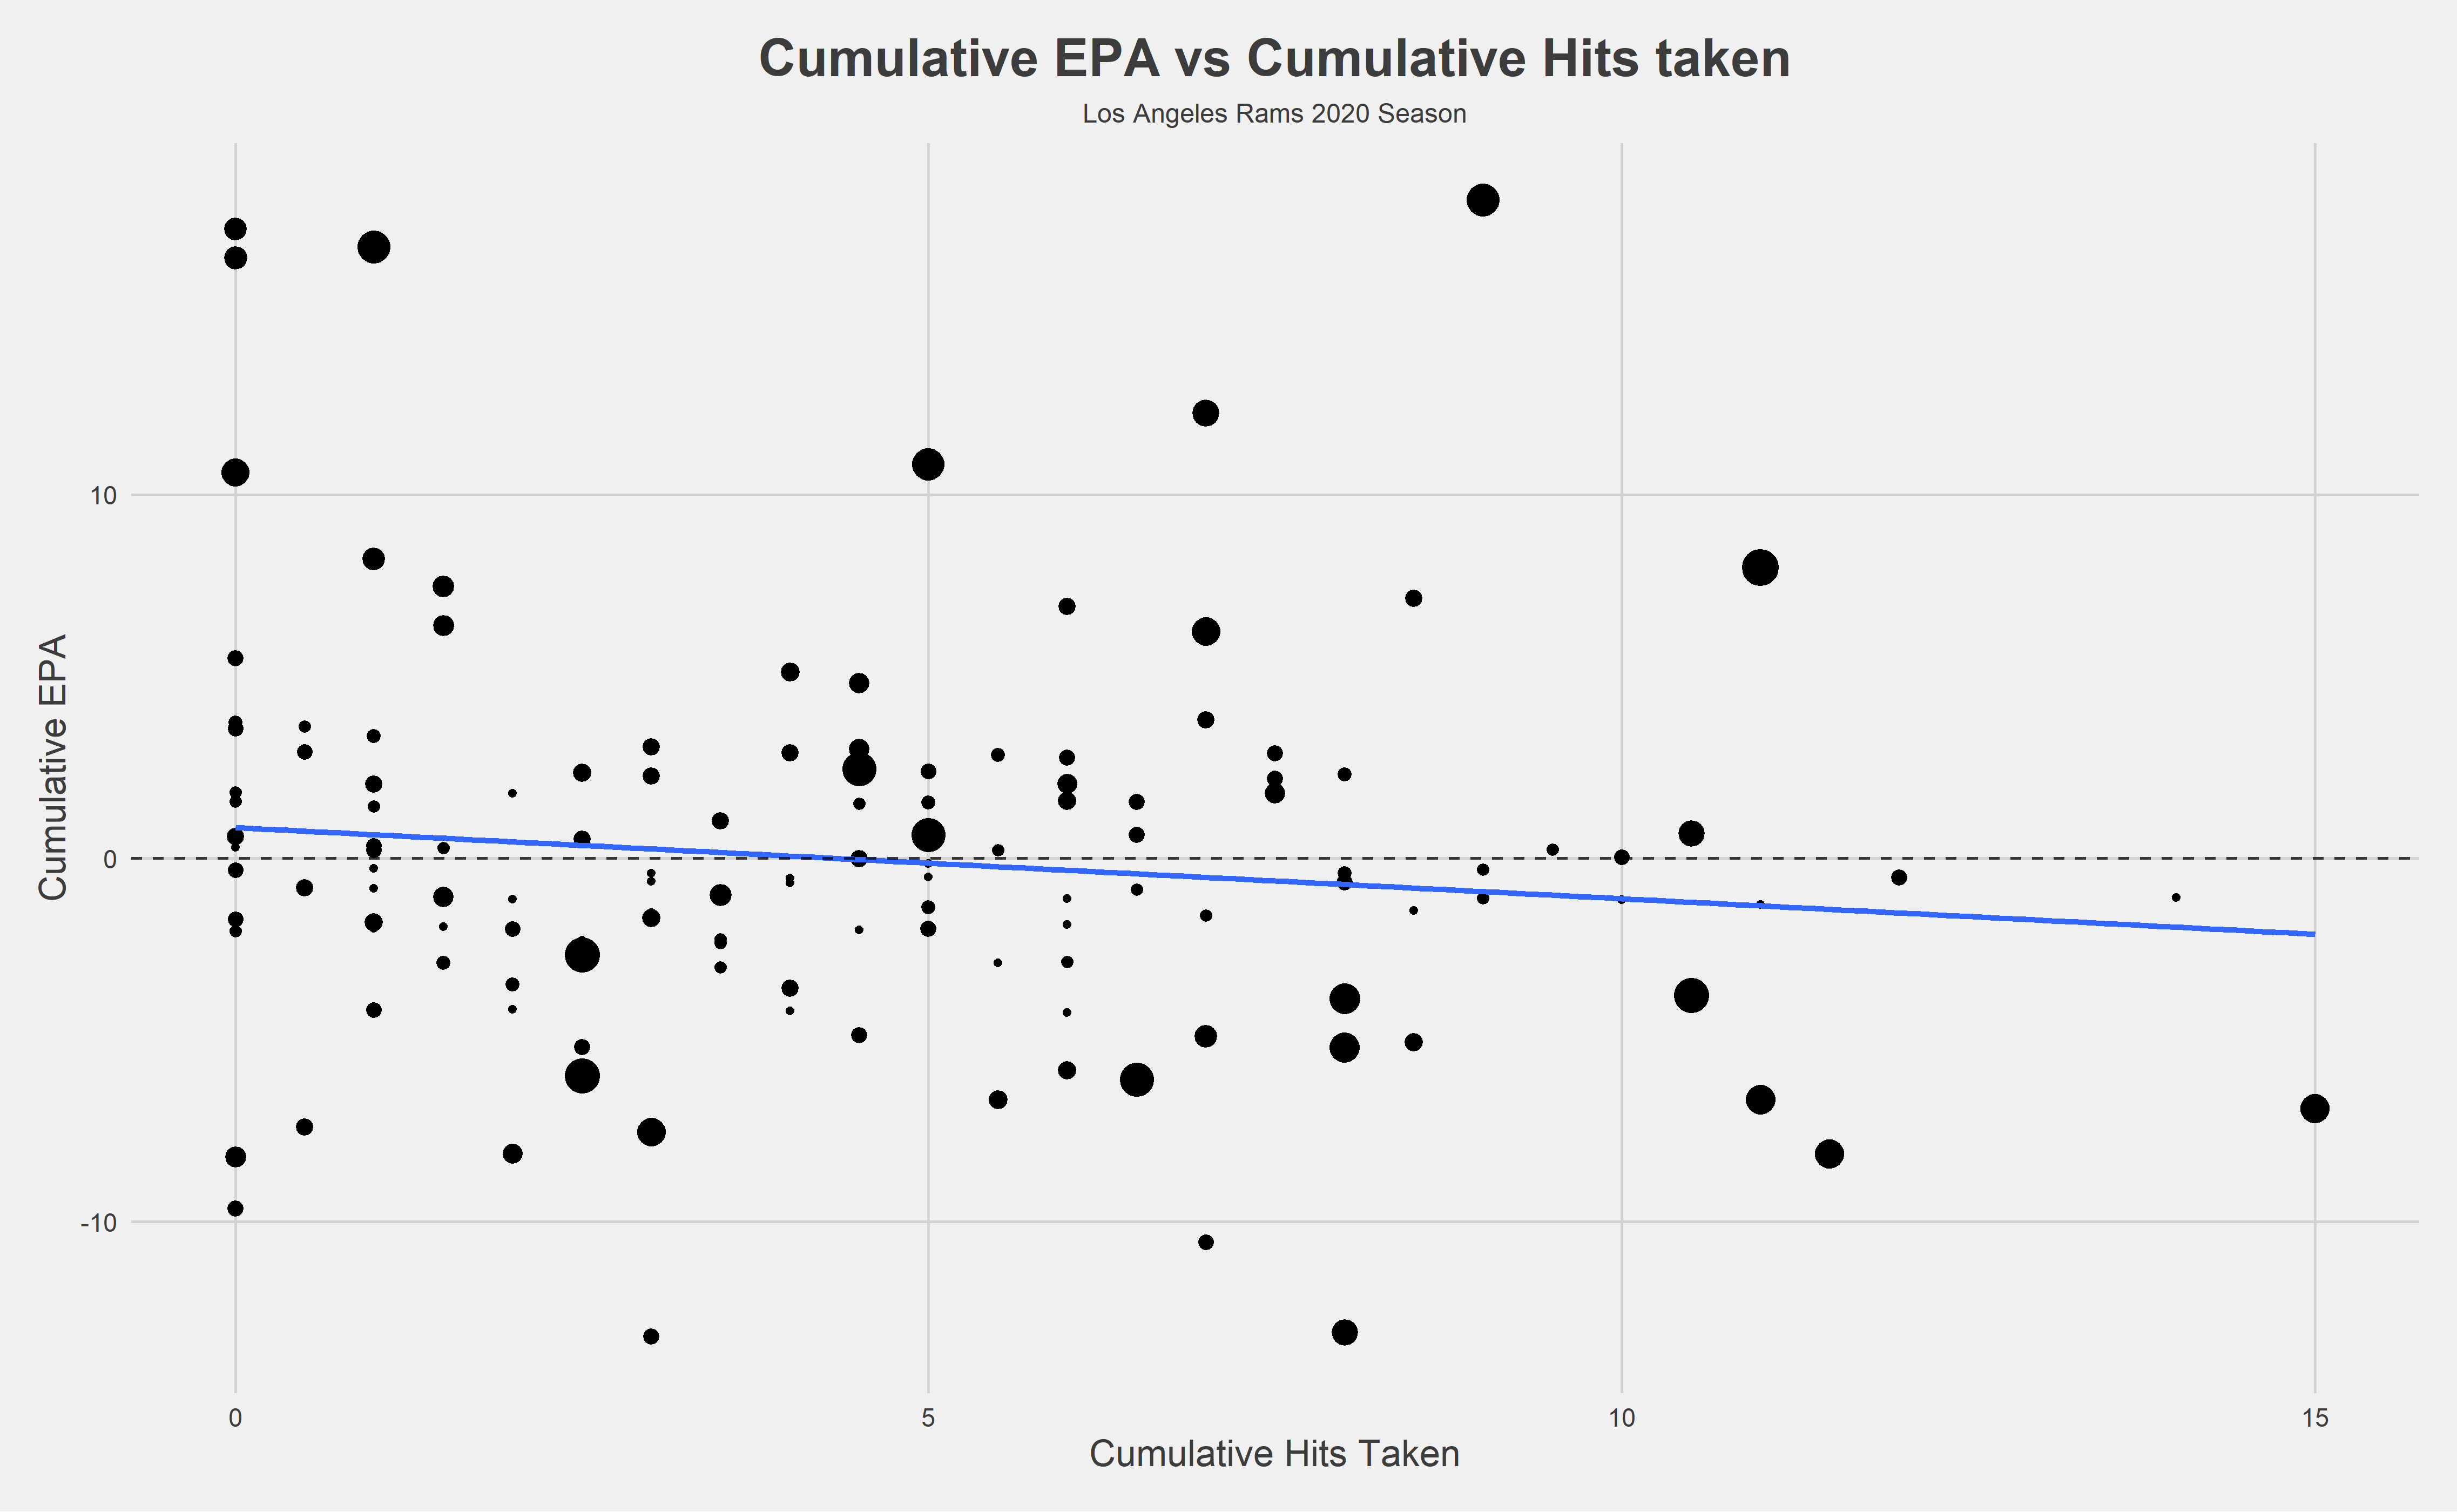 Cumulative EPA vs Cumulative Hits taken
Los Angeles Rams 2020 Season
Cumulative EPA
10
0
-10
0
5
10
15
Cumulative Hits Taken